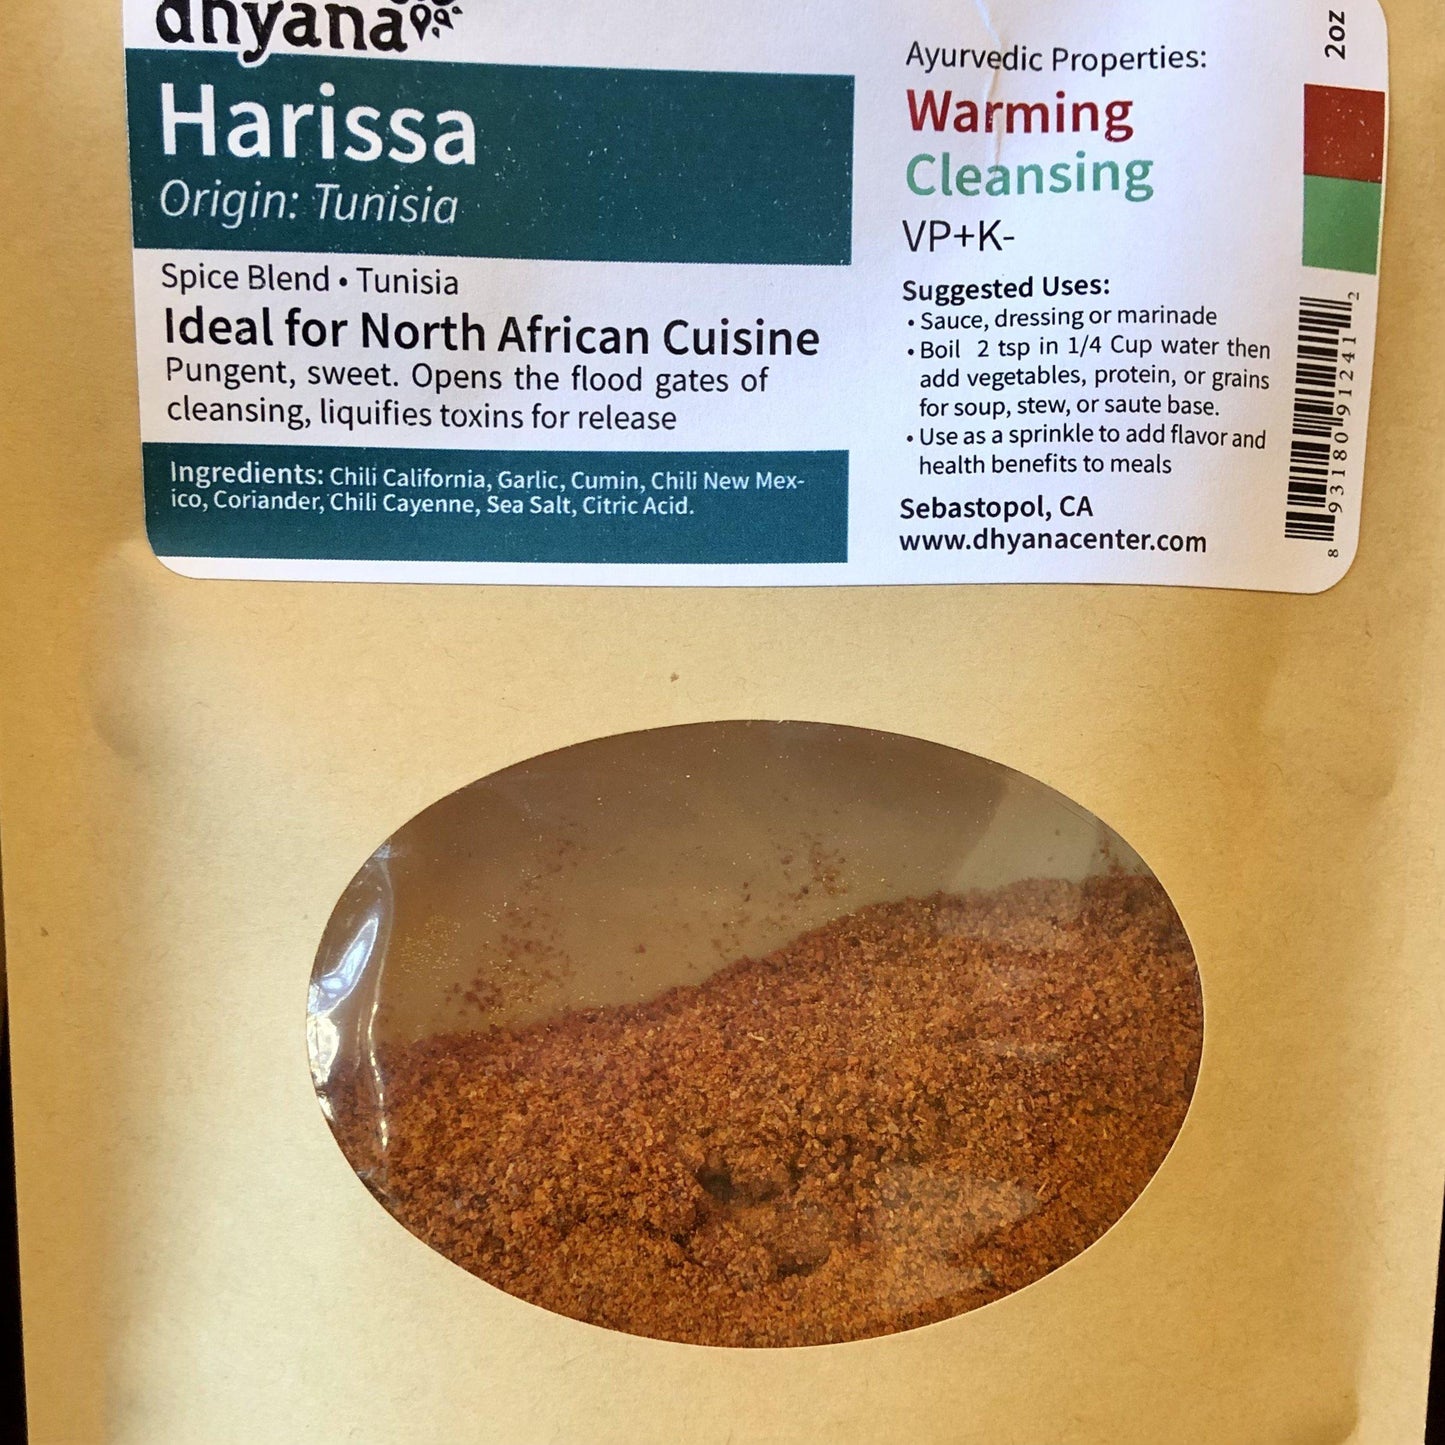 dhyana
Harissa
Origin: Tunisia
Spice Blend • Tunisia
Ideal for North African Cuisine
Pungent, sweet. Opens the flood gates of
cleansing, liquifies toxins for release
Ingredients: Chili California, Garlic, Cumin, Chili New Mex-
ico, Coriander, Chili Cayenne, Sea Salt, Citric Acid.
Ayurvedic Properties:
Warming
Cleansing
VP+K-
Suggested Uses:
• Sauce, dressing or marinade
• Boil 2 tsp in 1/4 Cup water then
add vegetables, protein, or grains
for soup, stew, or saute base.
• Use as a sprinkle to add flavor and
health benefits to meals
Sebastopol, CA
www.dhyanacenter.com
2oz
8 93180 91241 2